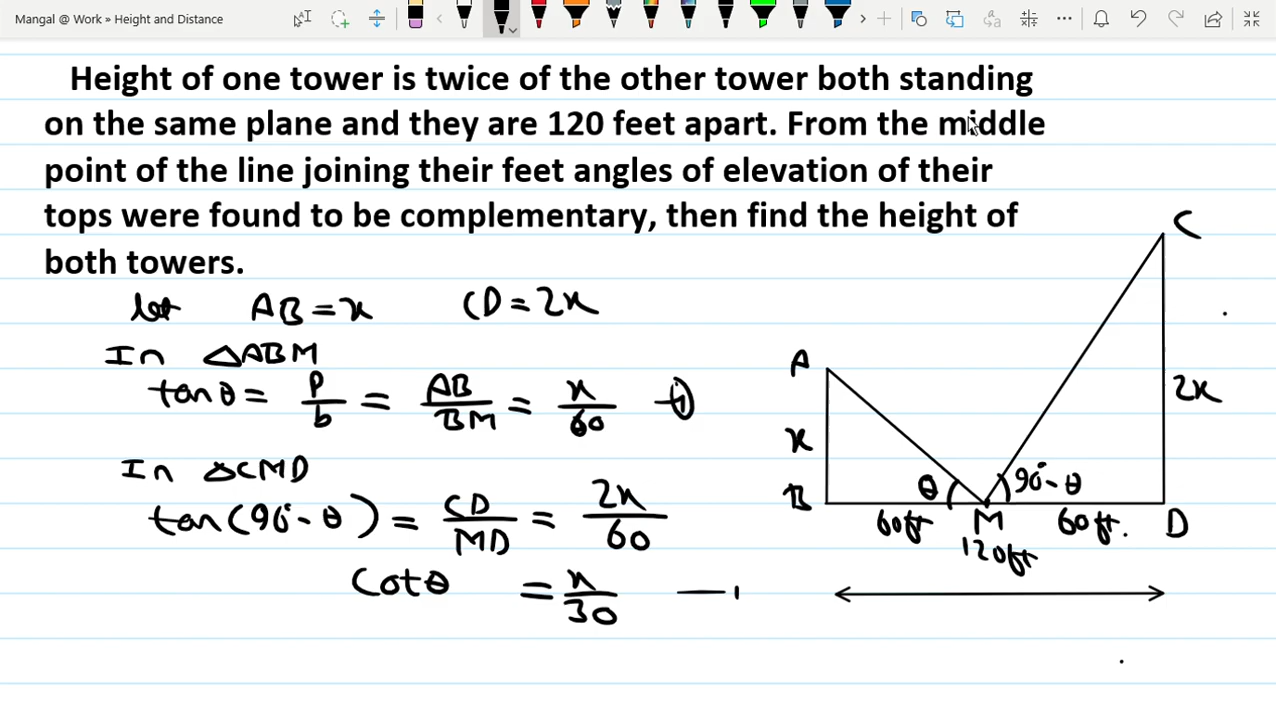 Mangal @ Work » Height and Distance
Height of one tower is twice of the other tower both standing
on the same plane and they are 120 feet apart. From the middle
point of the line joining their feet angles of elevation of their
tops were found to be complementary, then find the height of
both towers.
let AB = x CD = 2x
In △ABM
tanθ = P/b = AB/BM = x/60 —①
In △CMD
tan(90°-θ) = CD/MD = 2x/60
Cotθ = x/30 —
C
A
2x
x
θ 90°-θ
B 60ft M 60ft. D
120ft